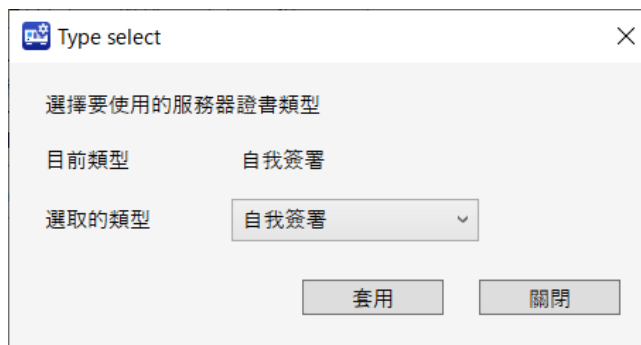 Type select
選擇要使用的服務器證書類型
目前類型 自我簽署
選取的類型 自我簽署
套用 關閉